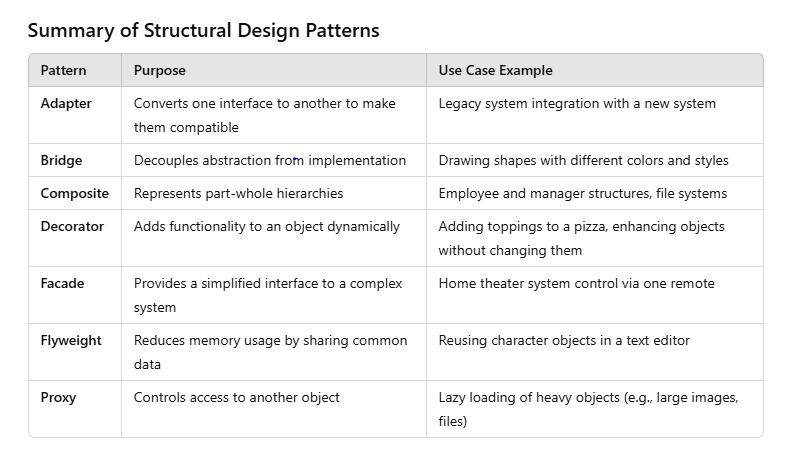 Summary of Structural Design Patterns
Pattern Purpose Use Case Example
Adapter Converts one interface to another to make Legacy system integration with a new system
them compatible
Bridge Decouples abstraction from implementation Drawing shapes with different colors and styles
Composite Represents part-whole hierarchies Employee and manager structures, file systems
Decorator Adds functionality to an object dynamically Adding toppings to a pizza, enhancing objects
without changing them
Facade Provides a simplified interface to a complex Home theater system control via one remote
system
Flyweight Reduces memory usage by sharing common Reusing character objects in a text editor
data
Proxy Controls access to another object Lazy loading of heavy objects (e.g., large images,
files)